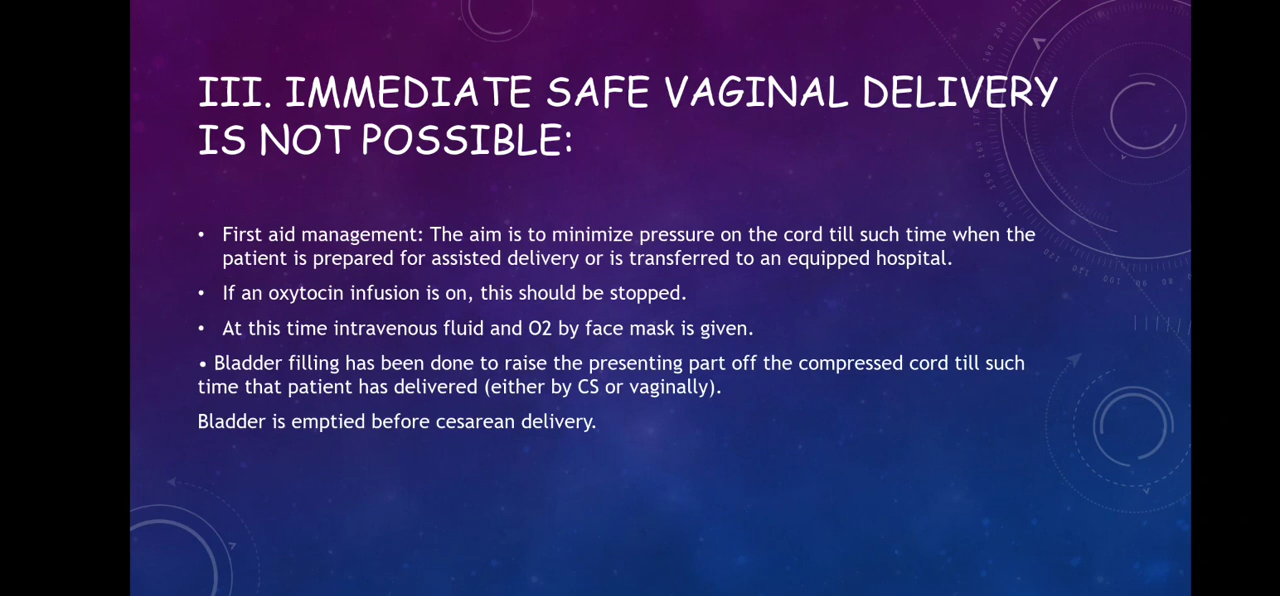 III. IMMEDIATE SAFE VAGINAL DELIVERY
IS NOT POSSIBLE:
• First aid management: The aim is to minimize pressure on the cord till such time when the
patient is prepared for assisted delivery or is transferred to an equipped hospital.
• If an oxytocin infusion is on, this should be stopped.
• At this time intravenous fluid and O2 by face mask is given.
• Bladder filling has been done to raise the presenting part off the compressed cord till such
time that patient has delivered (either by CS or vaginally).
Bladder is emptied before cesarean delivery.